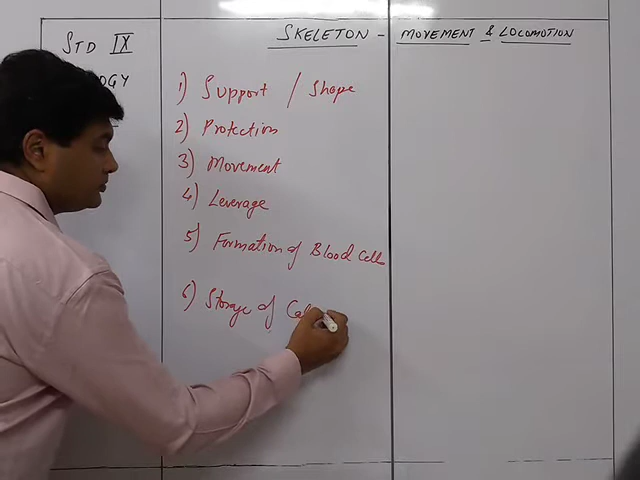 STD IX
OGY
SKELETON - MOVEMENT & LOCOMOTION
1) Support / Shape
2) Protection
3) Movement
4) Leverage
5) Formation of Blood Cells
6) Storage of